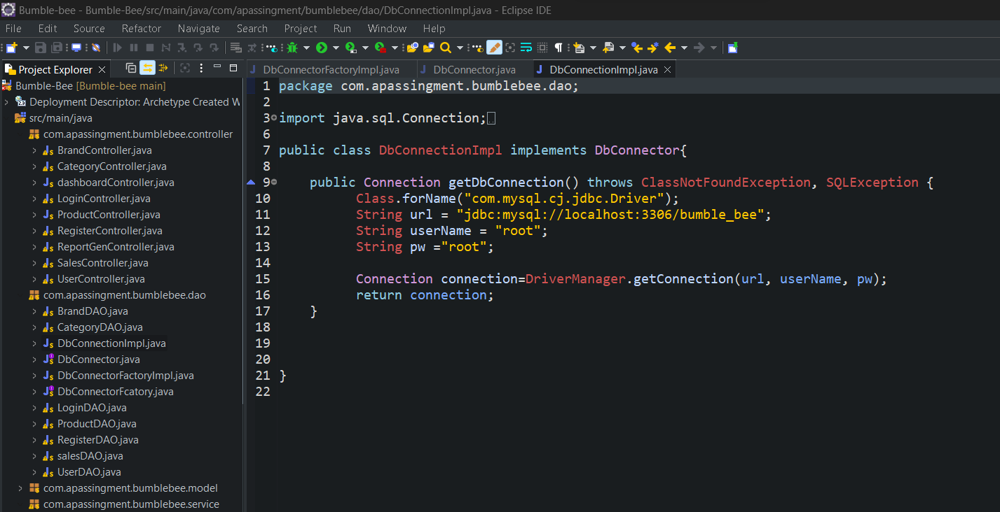 Bumble-bee - Bumble-Bee/src/main/java/com/apassingment/bumblebee/dao/DbConnectionImpl.java - Eclipse IDE
File Edit Source Refactor Navigate Search Project Run Window Help
Project Explorer
Bumble-Bee [Bumble-bee main]
Deployment Descriptor: Archetype Created W
src/main/java
com.apassingment.bumblebee.controller
BrandController.java
CategoryController.java
dashboardController.java
LoginController.java
ProductController.java
RegisterController.java
ReportGenController.java
SalesController.java
UserController.java
com.apassingment.bumblebee.dao
BrandDAO.java
CategoryDAO.java
DbConnectionImpl.java
DbConnector.java
DbConnectorFactoryImpl.java
DbConnectorFcatory.java
LoginDAO.java
ProductDAO.java
RegisterDAO.java
salesDAO.java
UserDAO.java
com.apassingment.bumblebee.model
com.apassingment.bumblebee.service
DbConnectorFactoryImpl.java DbConnector.java DbConnectionImpl.java
1 package com.apassingment.bumblebee.dao;
2
3 import java.sql.Connection;
6
7 public class DbConnectionImpl implements DbConnector{
8
9 public Connection getDbConnection() throws ClassNotFoundException, SQLException {
10 Class.forName("com.mysql.cj.jdbc.Driver");
11 String url = "jdbc:mysql://localhost:3306/bumble_bee";
12 String userName = "root";
13 String pw ="root";
14
15 Connection connection=DriverManager.getConnection(url, userName, pw);
16 return connection;
17 }
18
19
20
21 }
22